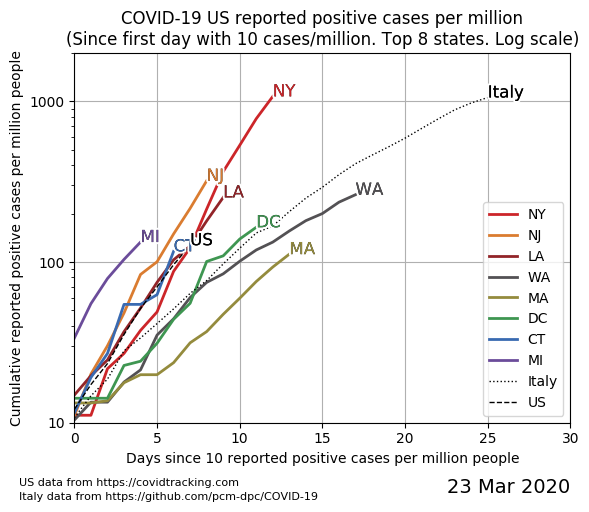 COVID-19 US reported positive cases per million
(Since first day with 10 cases/million. Top 8 states. Log scale)
Cumulative reported positive cases per million people
1000
100
10
NY
Italy
NJ
LA
WA
DC
MI
CT
US
MA
NY
NJ
LA
WA
MA
DC
CT
MI
Italy
US
0 5 10 15 20 25 30
Days since 10 reported positive cases per million people
US data from https://covidtracking.com
Italy data from https://github.com/pcm-dpc/COVID-19
23 Mar 2020